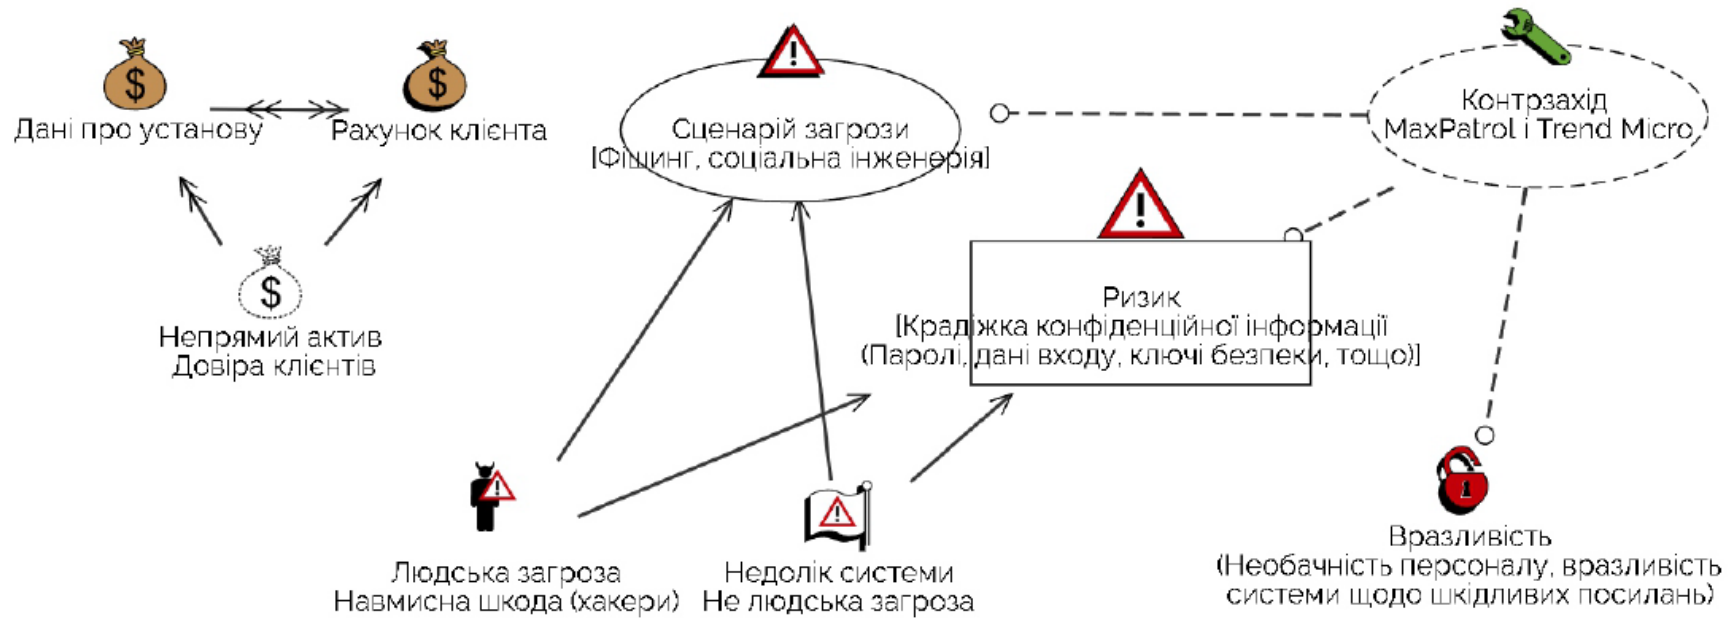 Дані про установу
Рахунок клієнта
Непрямий актив
Довіра клієнтів
Сценарій загрози
[Фішинг, соціальна інженерія]
Контрзахід
MaxPatrol і Trend Micro
Ризик
[Крадіжка конфіденційної інформації
(Паролі, дані входу, ключі безпеки, тощо)]
Людська загроза
Навмисна шкода (хакери)
Недолік системи
Не людська загроза
Вразливість
(Необачність персоналу, вразливість
системи щодо шкідливих посилань)